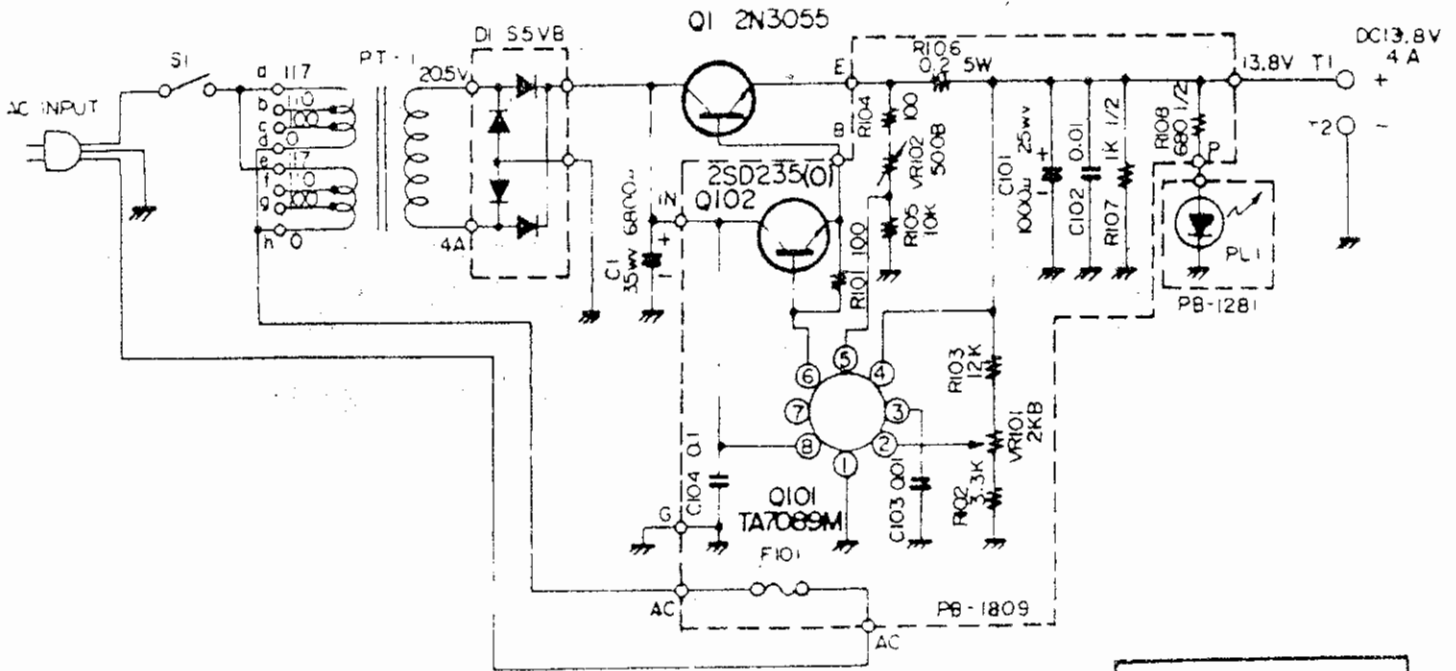 Q1 2N3055
D1 S5VB
DC13.8V
4A
R106
0.2 5W
S1
a 117
PT-1
20.5V
E
13.8V
T1
+
AC INPUT
b 110
c 100
d 0
e 117
f 110
g 100
h 0
4A
B
R104 100
VR102
500B
R105
10K
C101 25wv
1000u
+
C102 0.01
R107 1K 1/2
R108
680 1/2
P
T2
-
2SD235(O)
Q102
IN
C1 6800u
35wv
+
R101 100
PL1
PB-1281
6
5
4
7
3
8
2
1
R103
12K
VR101
2KB
R102
3.3K
C104 0.1
C103 0.01
G
Q101
TA7089M
F101
AC
AC
PB-1809